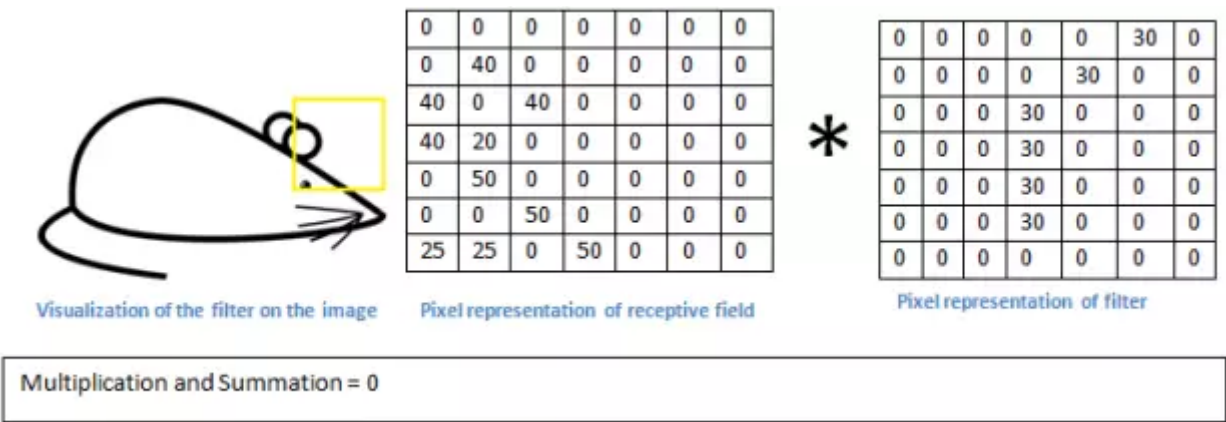 0 0 0 0 0 0 0
0 40 0 0 0 0 0
40 0 40 0 0 0 0
40 20 0 0 0 0 0
0 50 0 0 0 0 0
0 0 50 0 0 0 0
25 25 0 50 0 0 0
*
0 0 0 0 0 30 0
0 0 0 0 30 0 0
0 0 0 30 0 0 0
0 0 0 30 0 0 0
0 0 0 30 0 0 0
0 0 0 30 0 0 0
0 0 0 0 0 0 0
Visualization of the filter on the image
Pixel representation of receptive field
Pixel representation of filter
Multiplication and Summation = 0